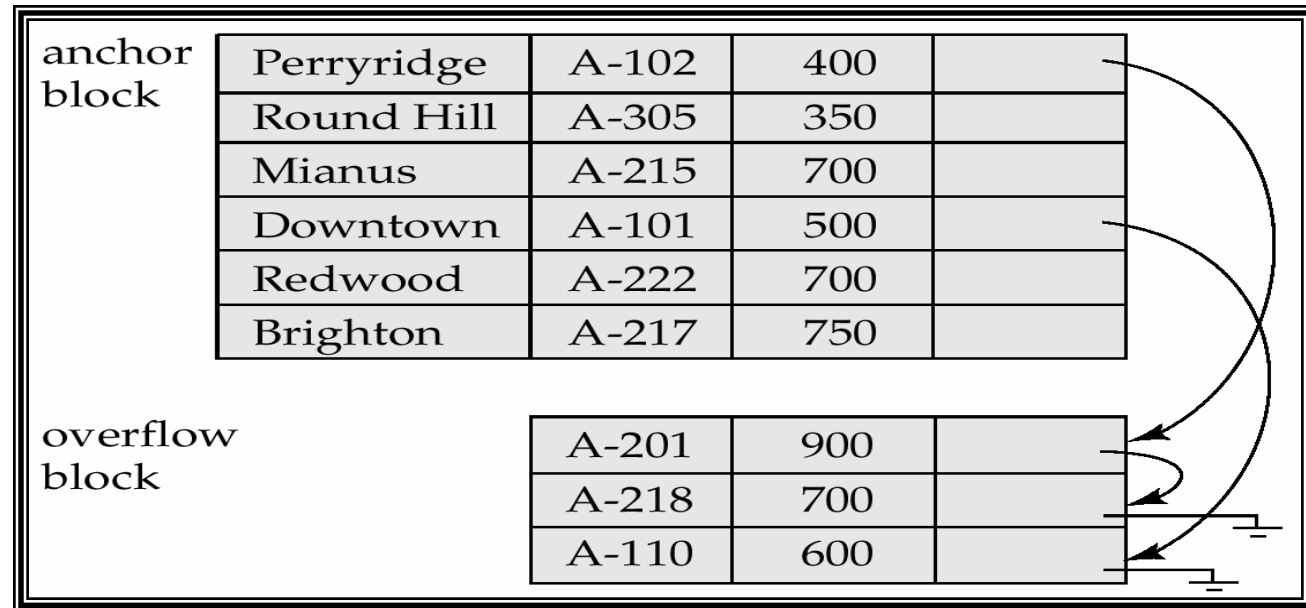 anchor block
Perryridge A-102 400
Round Hill A-305 350
Mianus A-215 700
Downtown A-101 500
Redwood A-222 700
Brighton A-217 750
overflow block
A-201 900
A-218 700
A-110 600